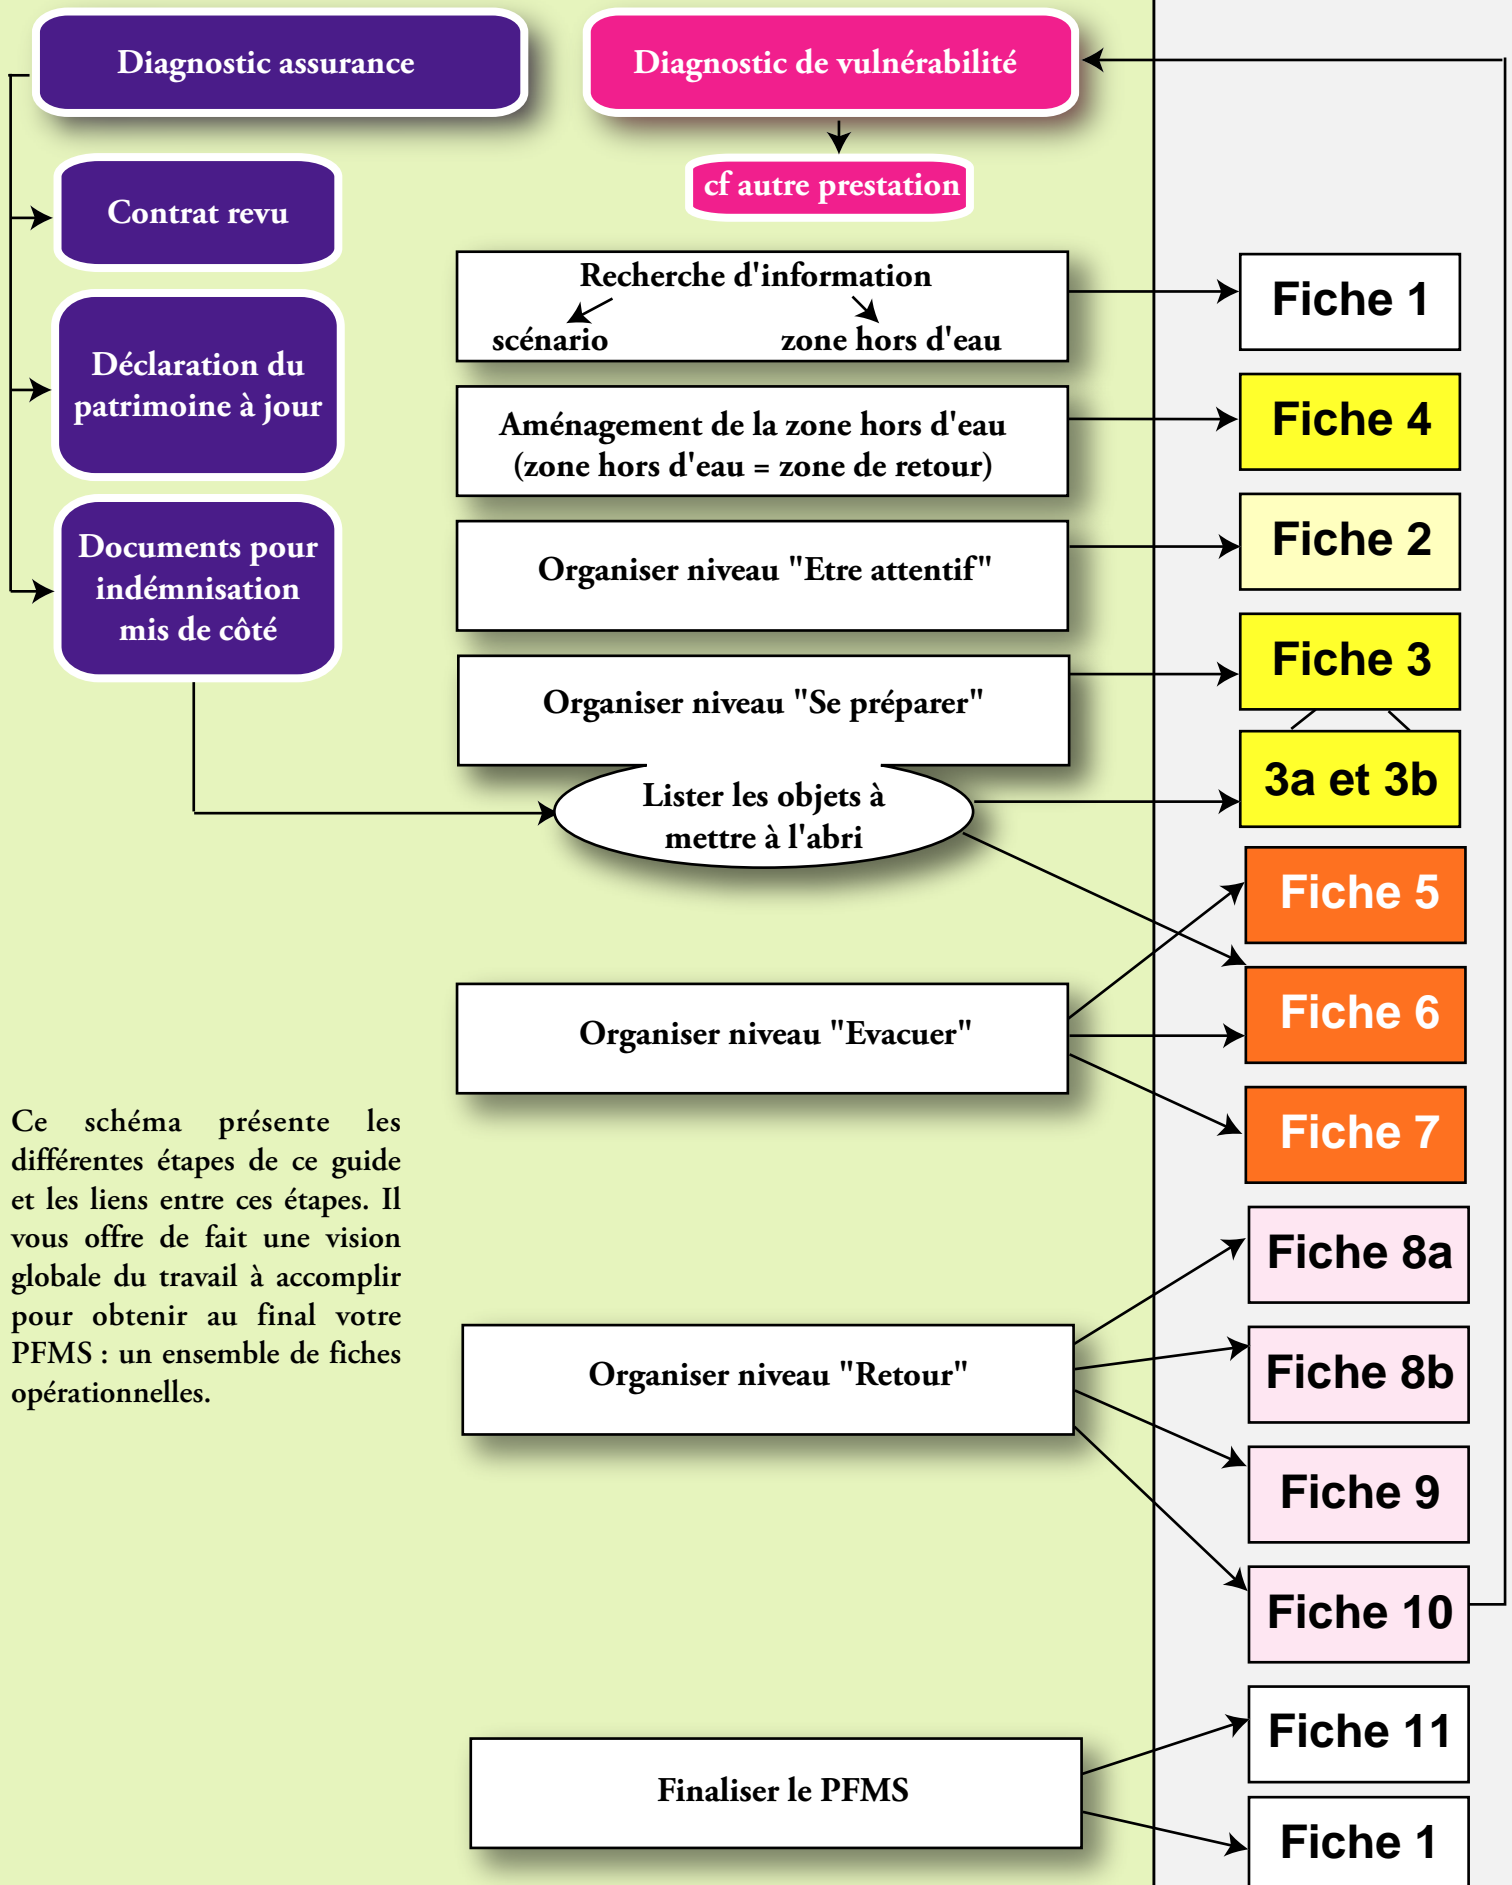 Diagnostic assurance
Diagnostic de vulnérabilité
cf autre prestation
Contrat revu
Déclaration du
patrimoine à jour
Documents pour
indémnisation
mis de côté
Recherche d'information
scénario
zone hors d'eau
Fiche 1
Aménagement de la zone hors d'eau
(zone hors d'eau = zone de retour)
Fiche 4
Organiser niveau "Etre attentif"
Fiche 2
Organiser niveau "Se préparer"
Fiche 3
Lister les objets à
mettre à l'abri
3a et 3b
Fiche 5
Organiser niveau "Evacuer"
Fiche 6
Fiche 7
Ce schéma présente les
différentes étapes de ce guide
et les liens entre ces étapes. Il
vous offre de fait une vision
globale du travail à accomplir
pour obtenir au final votre
PFMS : un ensemble de fiches
opérationnelles.
Organiser niveau "Retour"
Fiche 8a
Fiche 8b
Fiche 9
Fiche 10
Finaliser le PFMS
Fiche 11
Fiche 1